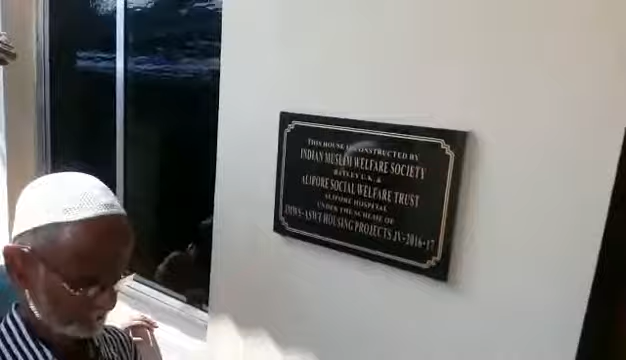 THIS HOUSE IS CONSTRUCTED BY
INDIAN MUSLIM WELFARE SOCIETY
BATLEY U.K. &
ALIPORE SOCIAL WELFARE TRUST
ALIPORE HOSPITAL
UNDER THE SCHEME OF
IMWS-ASWT HOUSING PROJECTS JV-2016-17